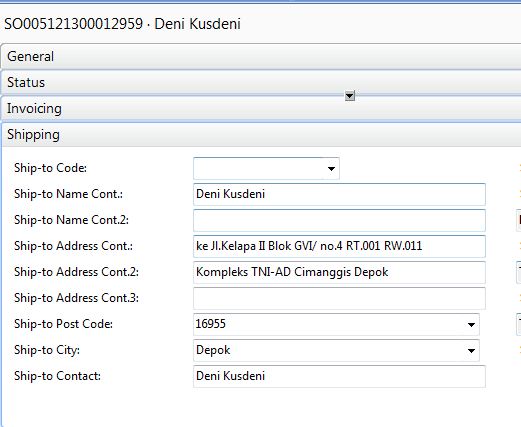 SO005121300012959 · Deni Kusdeni
General
Status
Invoicing
Shipping
Ship-to Code:
Ship-to Name Cont.: Deni Kusdeni
Ship-to Name Cont.2:
Ship-to Address Cont.: ke Jl.Kelapa II Blok GVI/ no.4 RT.001 RW.011
Ship-to Address Cont.2: Kompleks TNI-AD Cimanggis Depok
Ship-to Address Cont.3:
Ship-to Post Code: 16955
Ship-to City: Depok
Ship-to Contact: Deni Kusdeni